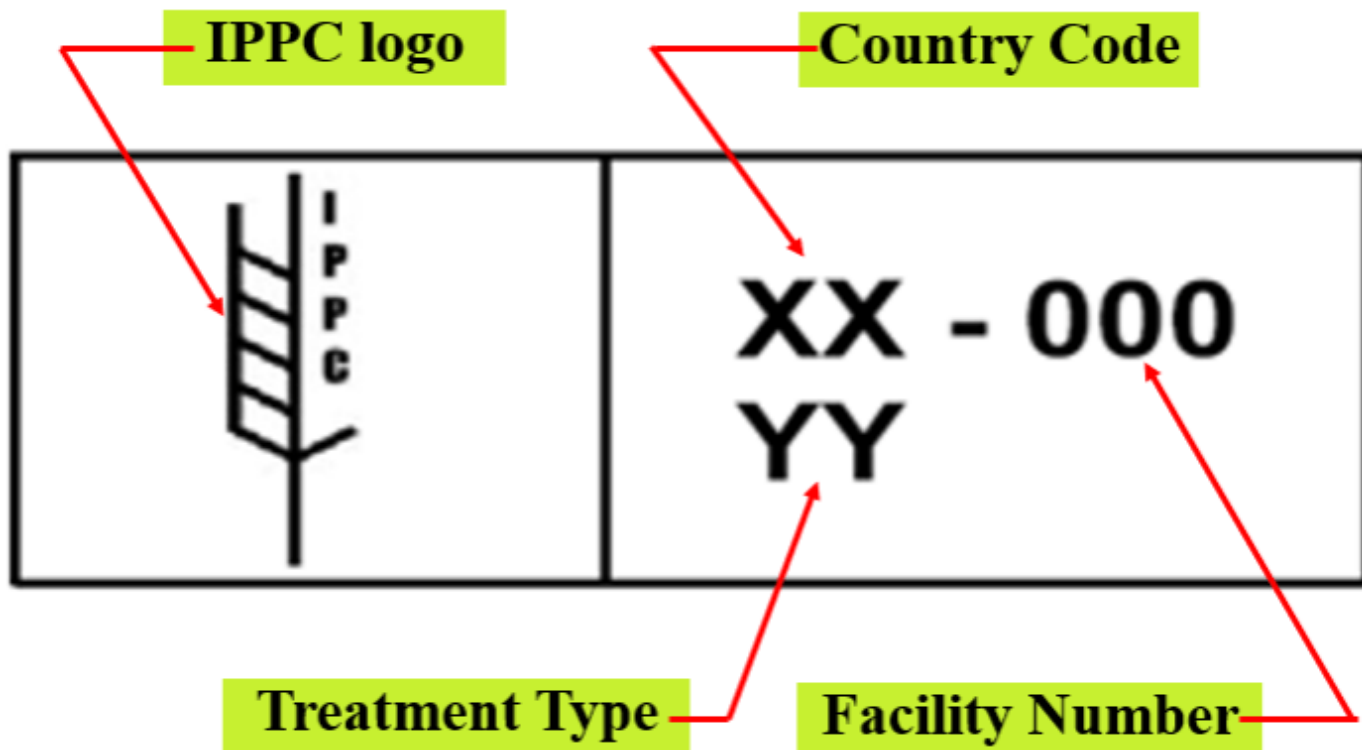 IPPC logo
Country Code
I
P
P
C
XX - 000
YY
Treatment Type
Facility Number